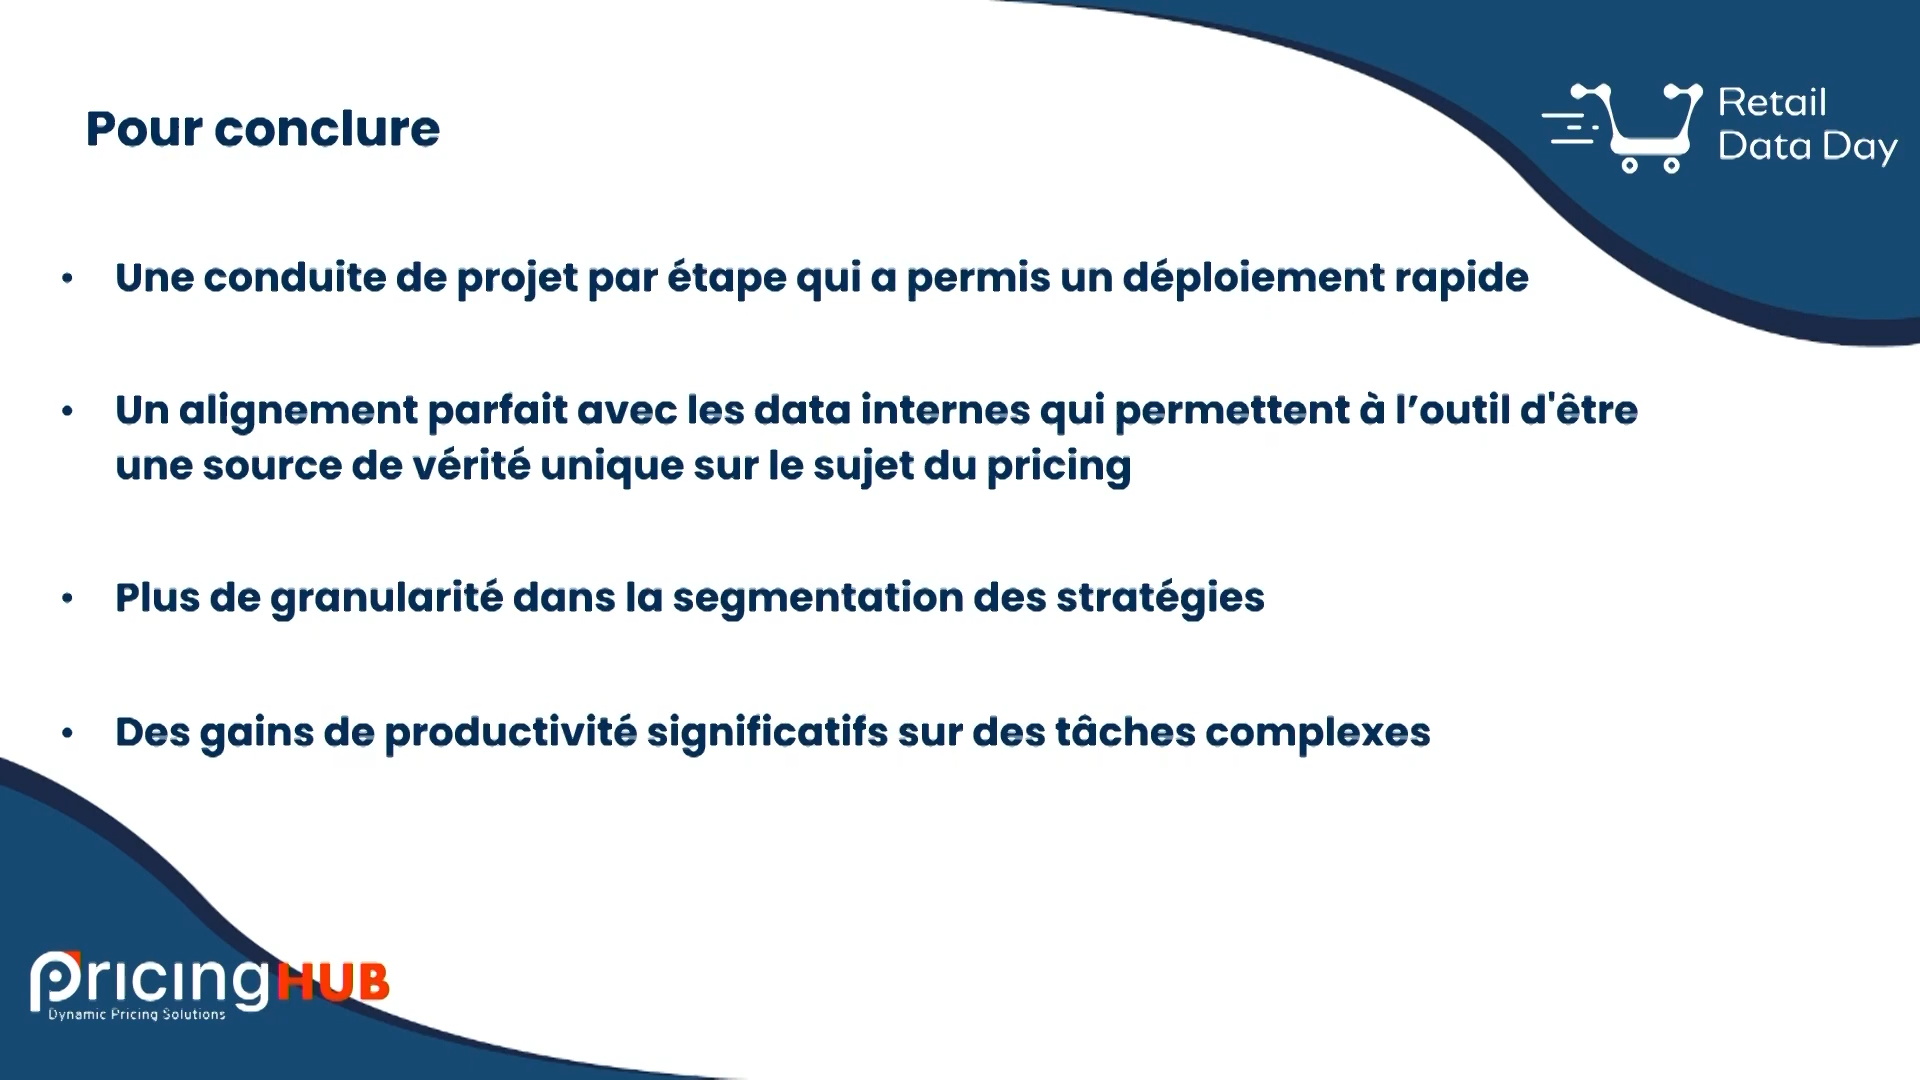 Pour conclure
Retail
Data Day
• Une conduite de projet par étape qui a permis un déploiement rapide
• Un alignement parfait avec les data internes qui permettent à l’outil d'être
une source de vérité unique sur le sujet du pricing
• Plus de granularité dans la segmentation des stratégies
• Des gains de productivité significatifs sur des tâches complexes
pricingHUB
Dynamic Pricing Solutions